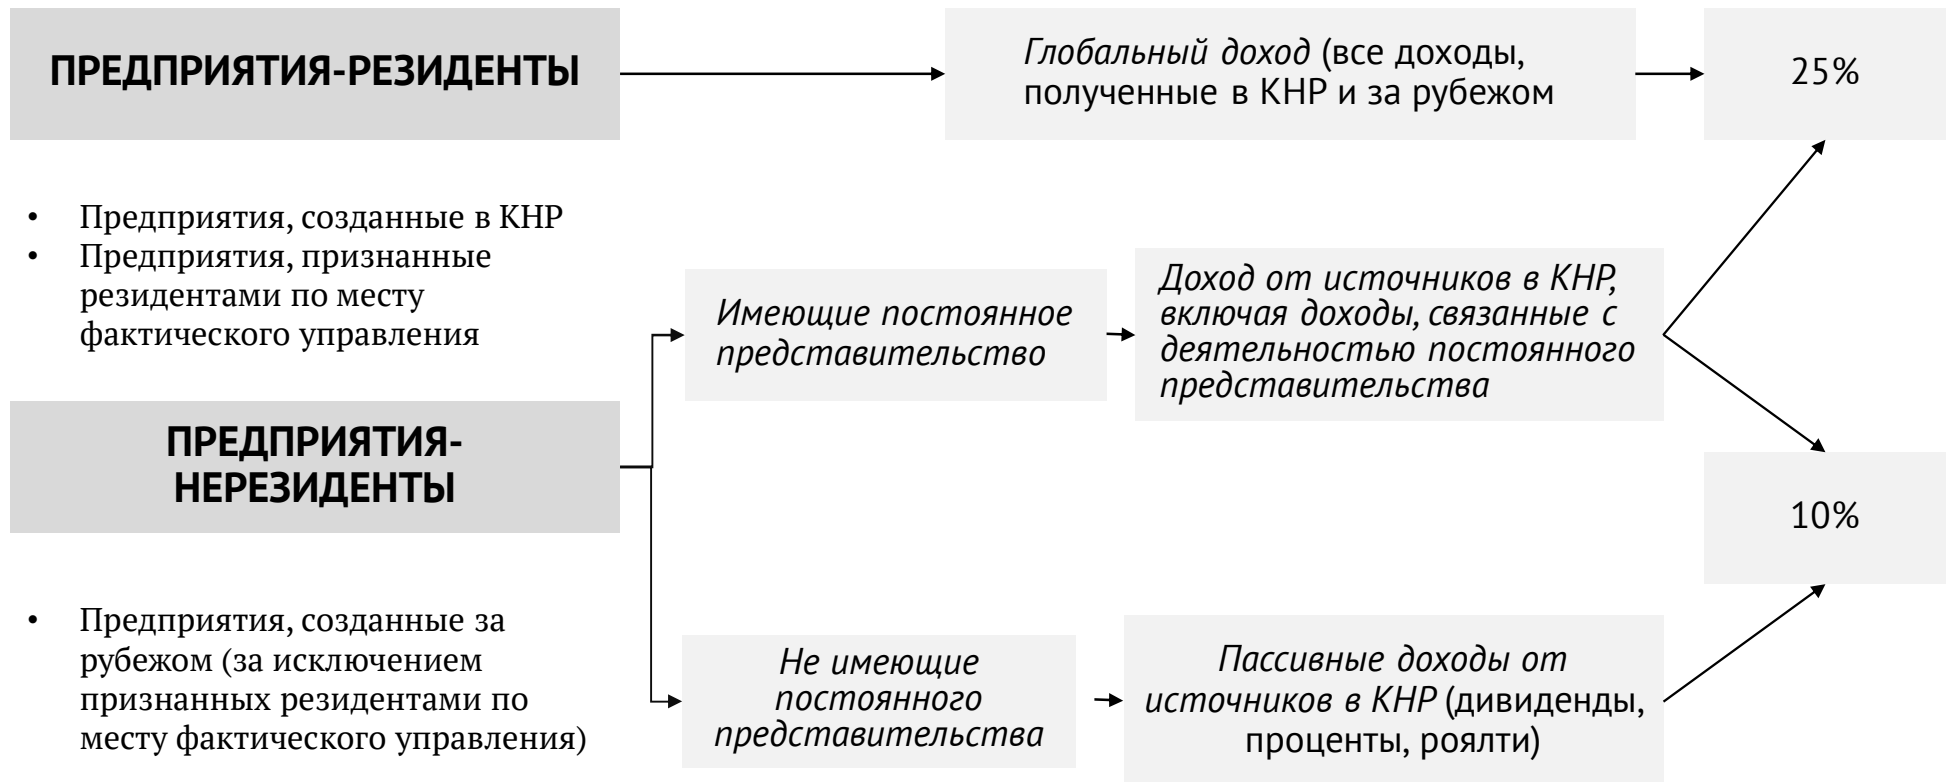 ПРЕДПРИЯТИЯ-РЕЗИДЕНТЫ
Глобальный доход (все доходы,
полученные в КНР и за рубежом
25%
• Предприятия, созданные в КНР
• Предприятия, признанные
резидентами по месту
фактического управления
Имеющие постоянное
представительство
Доход от источников в КНР,
включая доходы, связанные с
деятельностью постоянного
представительства
ПРЕДПРИЯТИЯ-
НЕРЕЗИДЕНТЫ
10%
• Предприятия, созданные за
рубежом (за исключением
признанных резидентами по
месту фактического управления)
Не имеющие
постоянного
представительства
Пассивные доходы от
источников в КНР (дивиденды,
проценты, роялти)